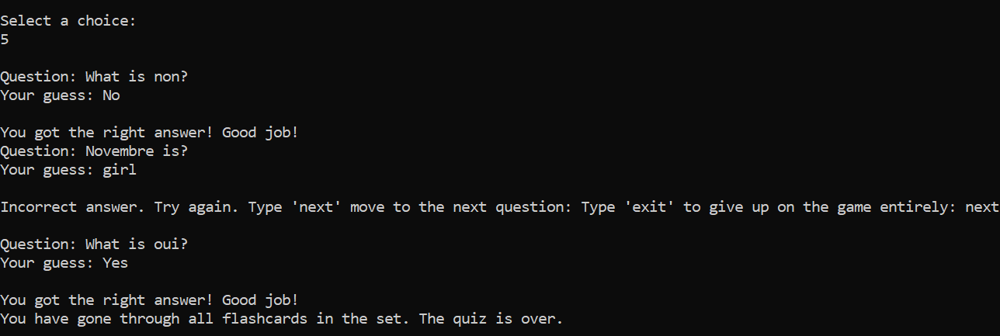 Select a choice:
5
Question: What is non?
Your guess: No
You got the right answer! Good job!
Question: Novembre is?
Your guess: girl
Incorrect answer. Try again. Type 'next' move to the next question: Type 'exit' to give up on the game entirely: next
Question: What is oui?
Your guess: Yes
You got the right answer! Good job!
You have gone through all flashcards in the set. The quiz is over.